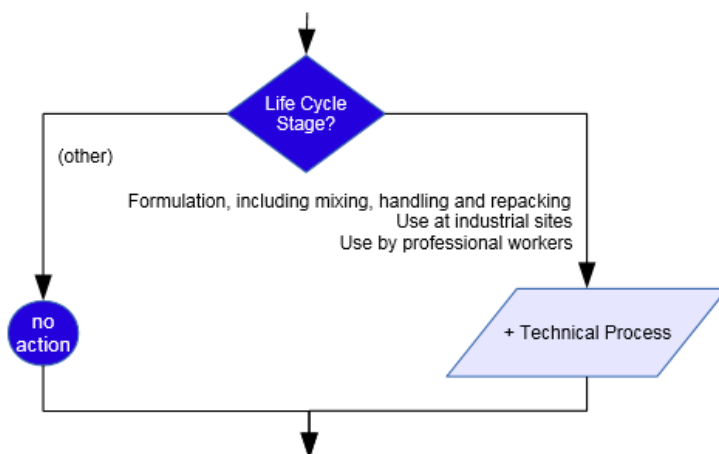 Life Cycle
Stage?
(other)
Formulation, including mixing, handling and repacking
Use at industrial sites
Use by professional workers
no
action
+ Technical Process